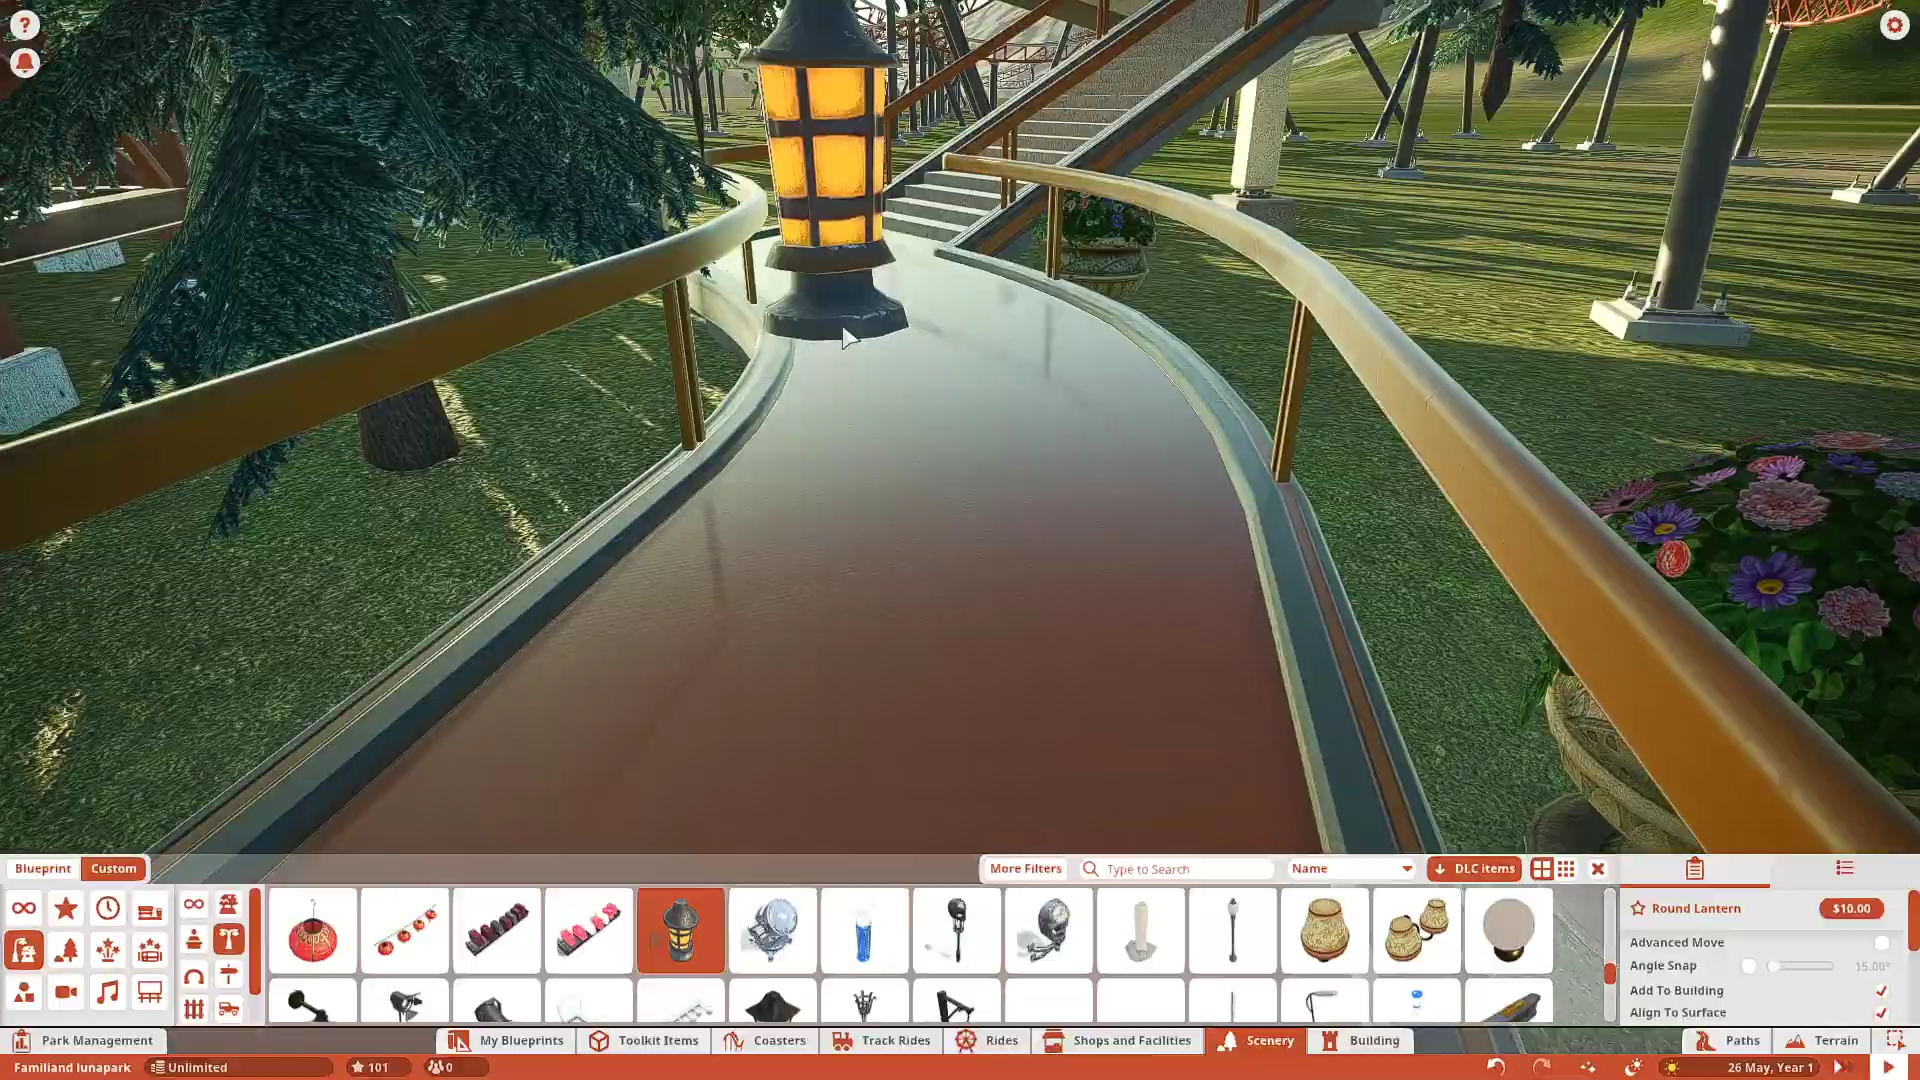 ?
Blueprint
Custom
More Filters
Type to Search
Name
DLC items
Round Lantern
$10.00
Advanced Move
Angle Snap
15.00°
Add To Building
Align To Surface
Park Management
My Blueprints
Toolkit Items
Coasters
Track Rides
Rides
Shops and Facilities
Scenery
Building
Paths
Terrain
Familiand lunapark
Unlimited
101
0
26 May, Year 1